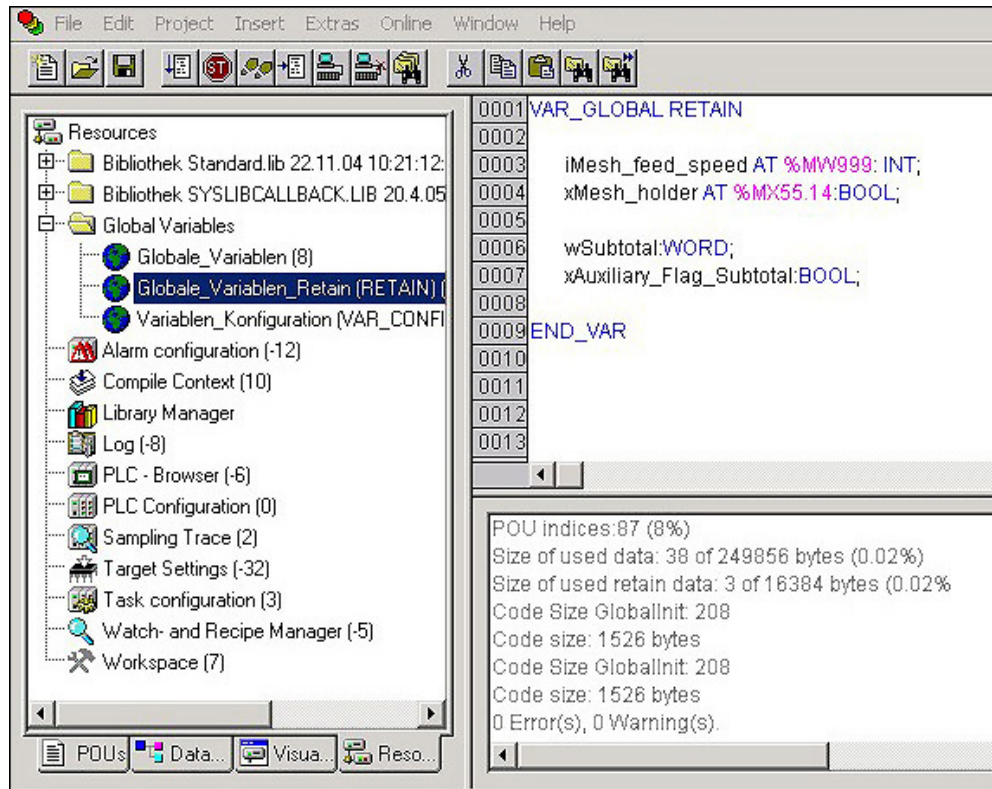 File Edit Project Insert Extras Online Window Help
ST
Resources
Bibliothek Standard.lib 22.11.04 10:21:12:
Bibliothek SYSLIBCALLBACK.LIB 20.4.05
Global Variables
Globale_Variablen (8)
Globale_Variablen_Retain (RETAIN) (
Variablen_Konfiguration (VAR_CONFI
Alarm configuration (-12)
Compile Context (10)
Library Manager
Log (-8)
PLC - Browser (-6)
PLC Configuration (0)
Sampling Trace (2)
Target Settings (-32)
Task configuration (3)
Watch- and Recipe Manager (-5)
Workspace (7)
POUs Data... Visua... Reso...
0001 VAR_GLOBAL RETAIN
0002
0003 iMesh_feed_speed AT %MW999: INT;
0004 xMesh_holder AT %MX55.14:BOOL;
0005
0006 wSubtotal:WORD;
0007 xAuxiliary_Flag_Subtotal:BOOL;
0008
0009 END_VAR
0010
0011
0012
0013
POU indices:87 (8%)
Size of used data: 38 of 249856 bytes (0.02%)
Size of used retain data: 3 of 16384 bytes (0.02%
Code Size GlobalInit: 208
Code size: 1526 bytes
Code Size GlobalInit: 208
Code size: 1526 bytes
0 Error(s), 0 Warning(s).